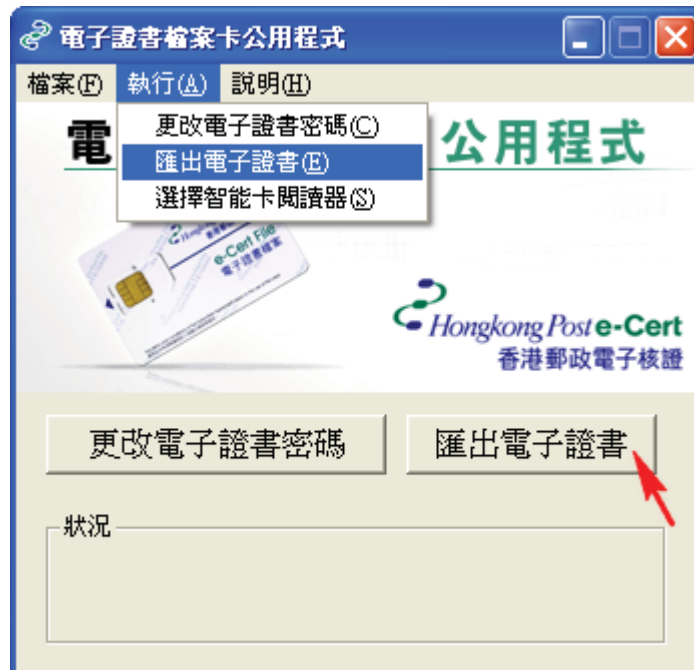 電子證書檔案卡公用程式
檔案(F) 執行(A) 説明(H)
更改電子證書密碼(C)
匯出電子證書(E)
選擇智能卡閱讀器(S)
電
公用程式
e-Cert File
電子證書檔案
Hongkong Post e-Cert
香港郵政電子核證
更改電子證書密碼
匯出電子證書
狀況